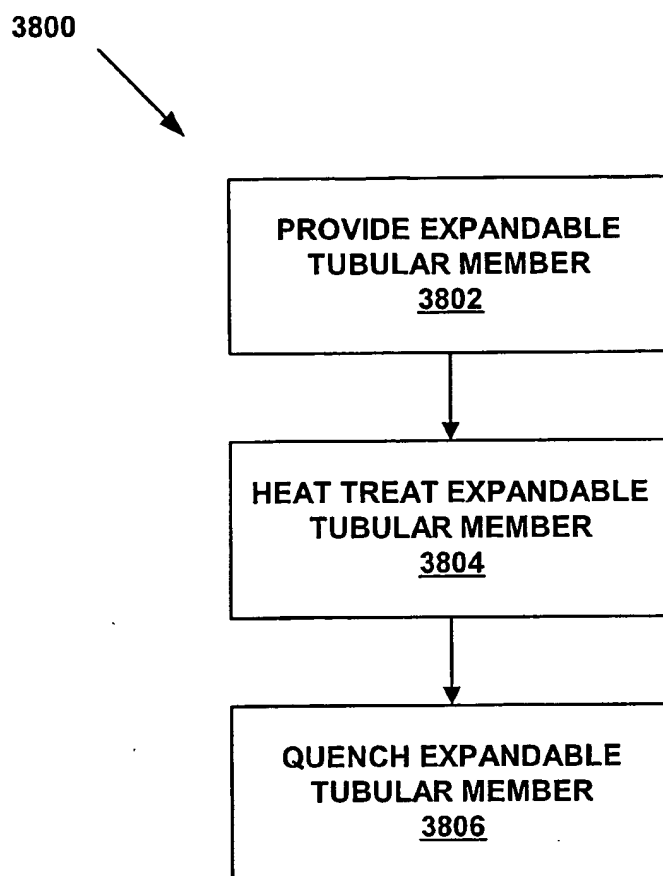 3800
PROVIDE EXPANDABLE
TUBULAR MEMBER
3802
HEAT TREAT EXPANDABLE
TUBULAR MEMBER
3804
QUENCH EXPANDABLE
TUBULAR MEMBER
3806